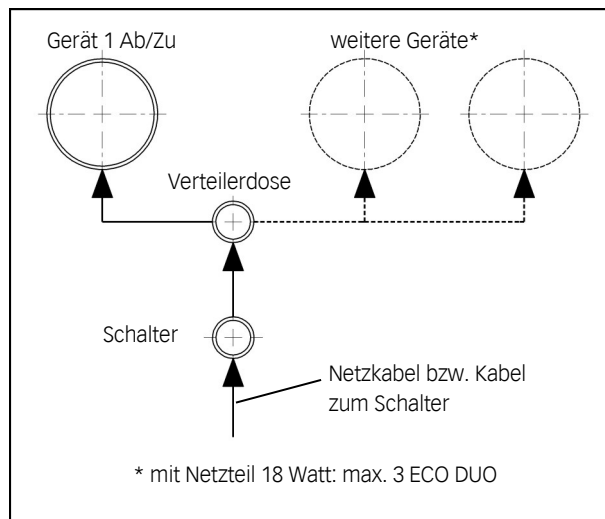 Gerät 1 Ab/Zu
weitere Geräte*
Verteilerdose
Schalter
Netzkabel bzw. Kabel
zum Schalter
* mit Netzteil 18 Watt: max. 3 ECO DUO